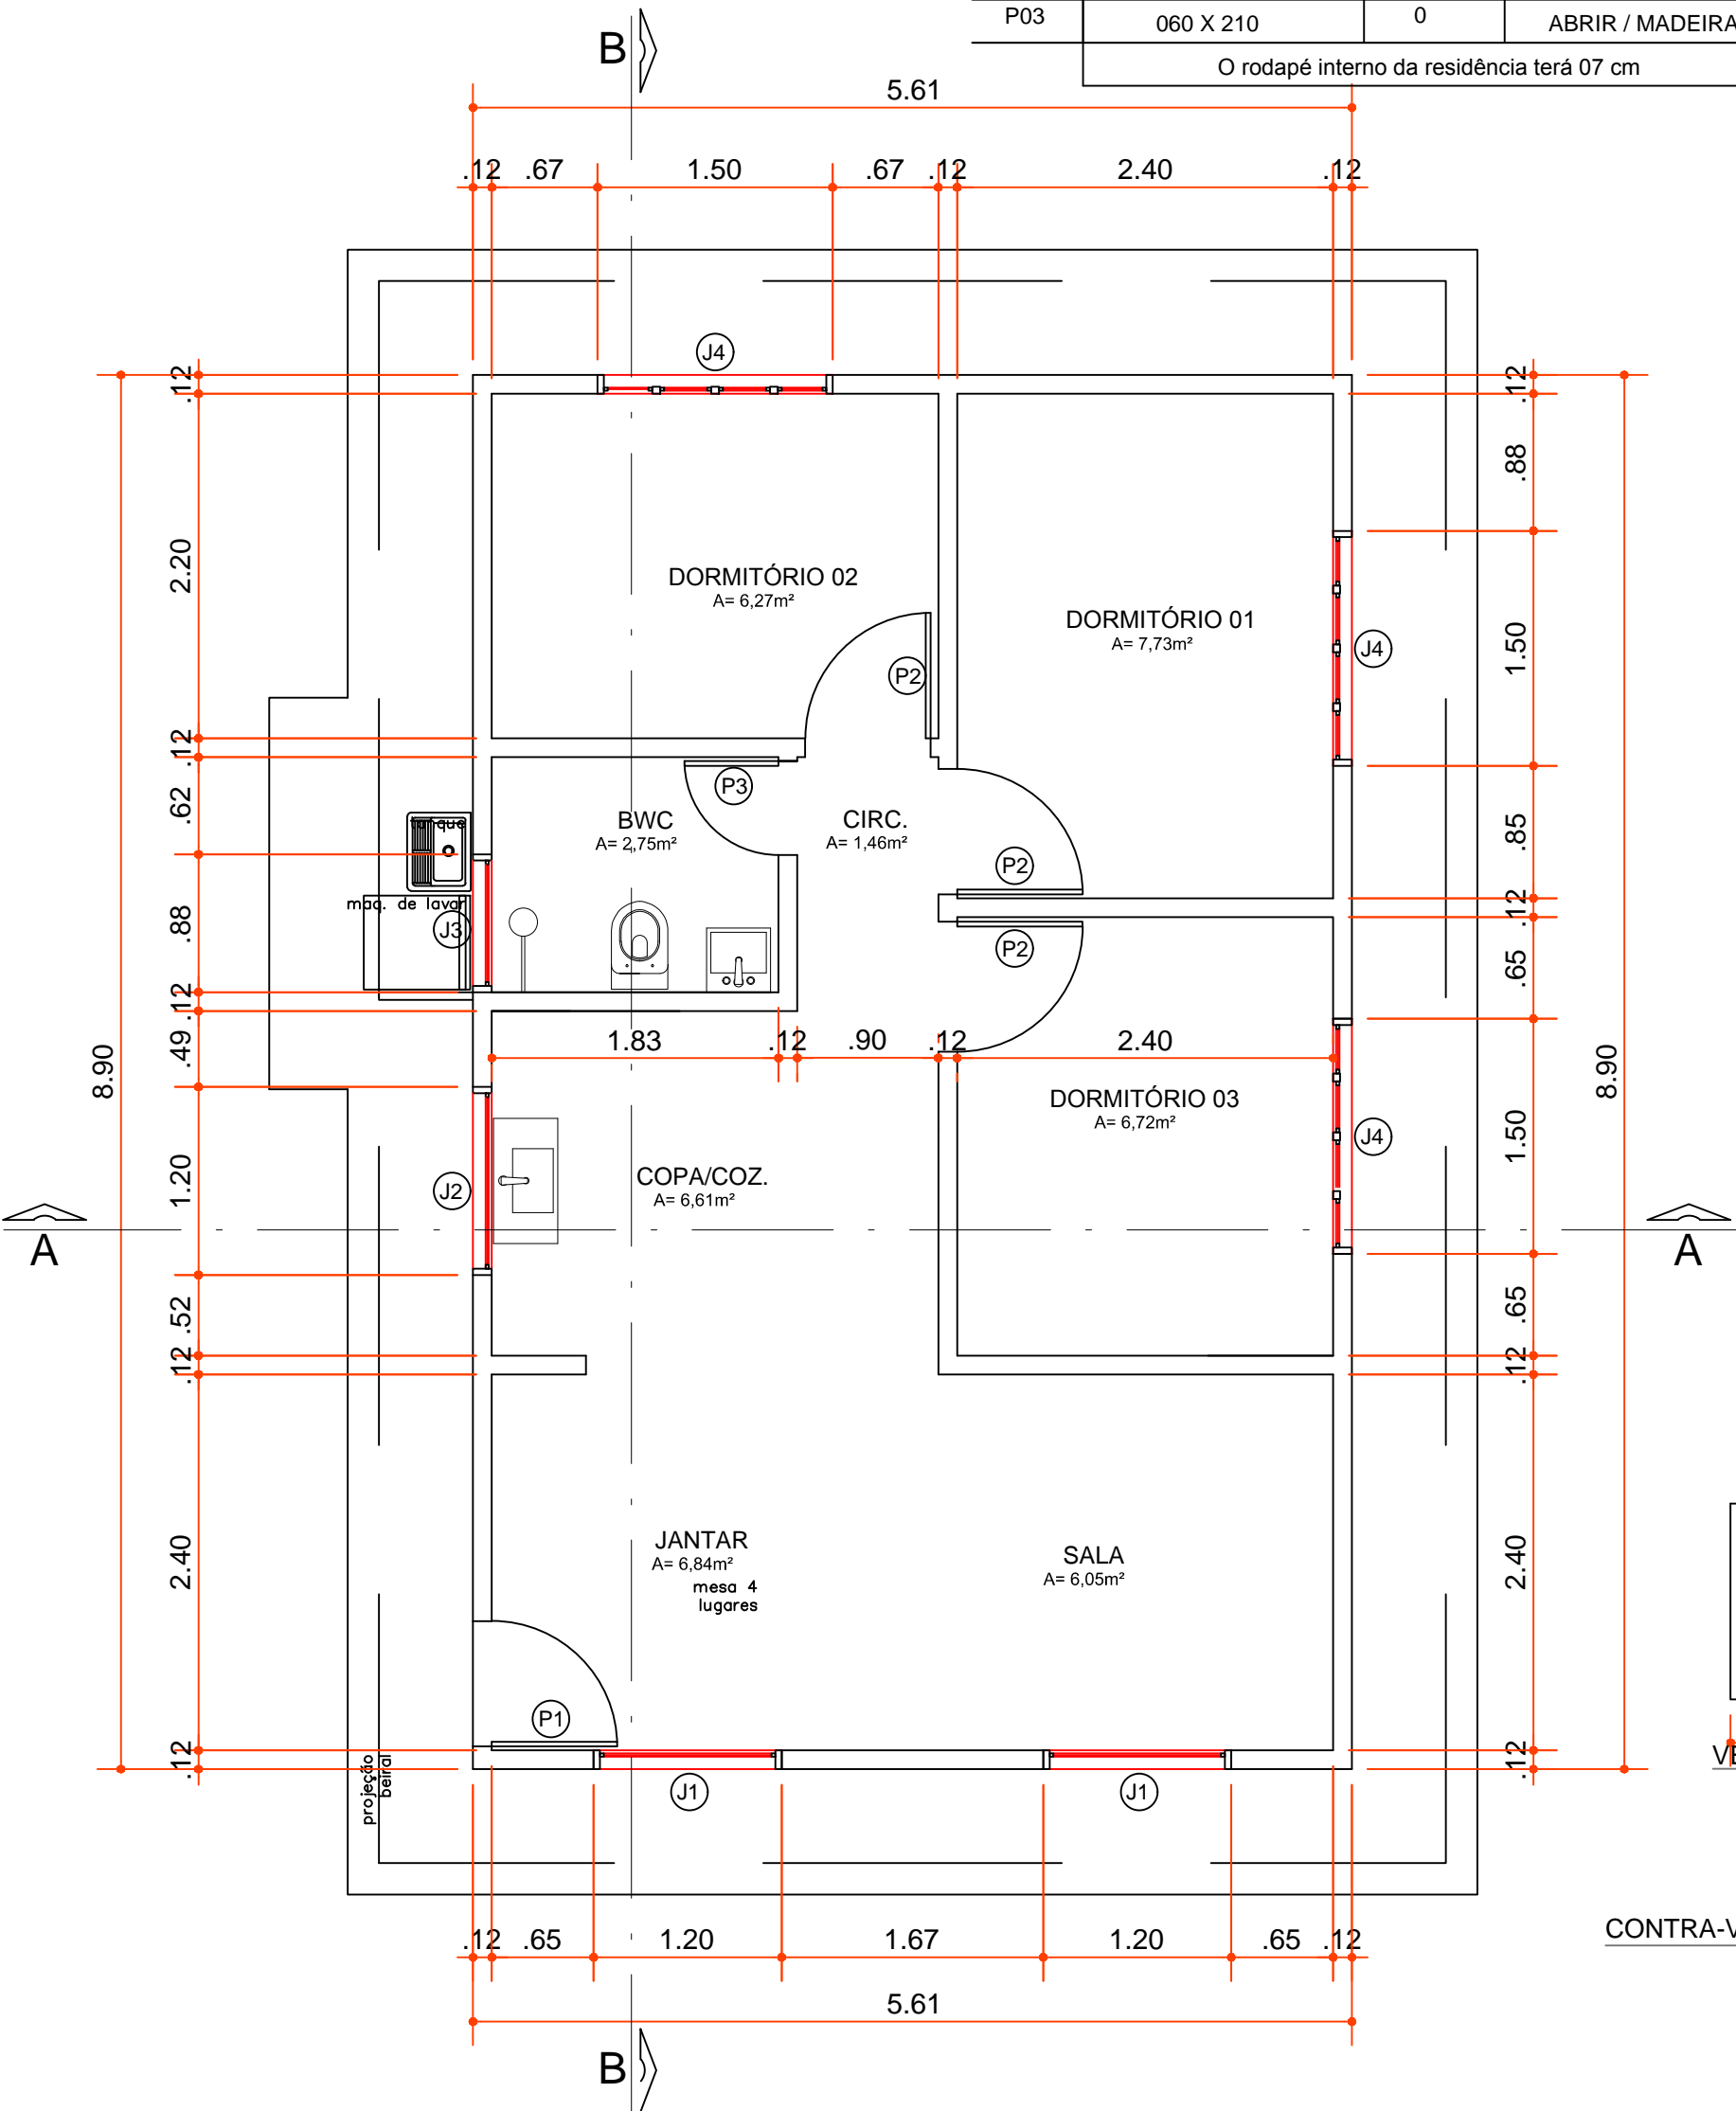 P03 060 X 210 0 ABRIR / MADEIRA
O rodapé interno da residência terá 07 cm
B
5.61
.12 .67 1.50 .67 .12 2.40 .12
J4
.12
.12
.88
2.20
DORMITÓRIO 02
A= 6,27m²
DORMITÓRIO 01
A= 7,73m²
1.50
J4
P2
.12
P3
.62
tanque
BWC
A= 2,75m²
CIRC.
A= 1,46m²
.85
P2
maq. de lavar
J3
.88
.12
P2
.65
.12
.49
1.83 .12 .90 .12 2.40
8.90
8.90
DORMITÓRIO 03
A= 6,72m²
1.50
J4
COPA/COZ.
A= 6,61m²
J2
1.20
A
A
.52
.65
.12
.12
JANTAR
A= 6,84m²
mesa 4
lugares
SALA
A= 6,05m²
2.40
2.40
P1
.12
.12
projeção
beiral
J1
J1
CONTRA-V
.12 .65 1.20 1.67 1.20 .65 .12
5.61
B